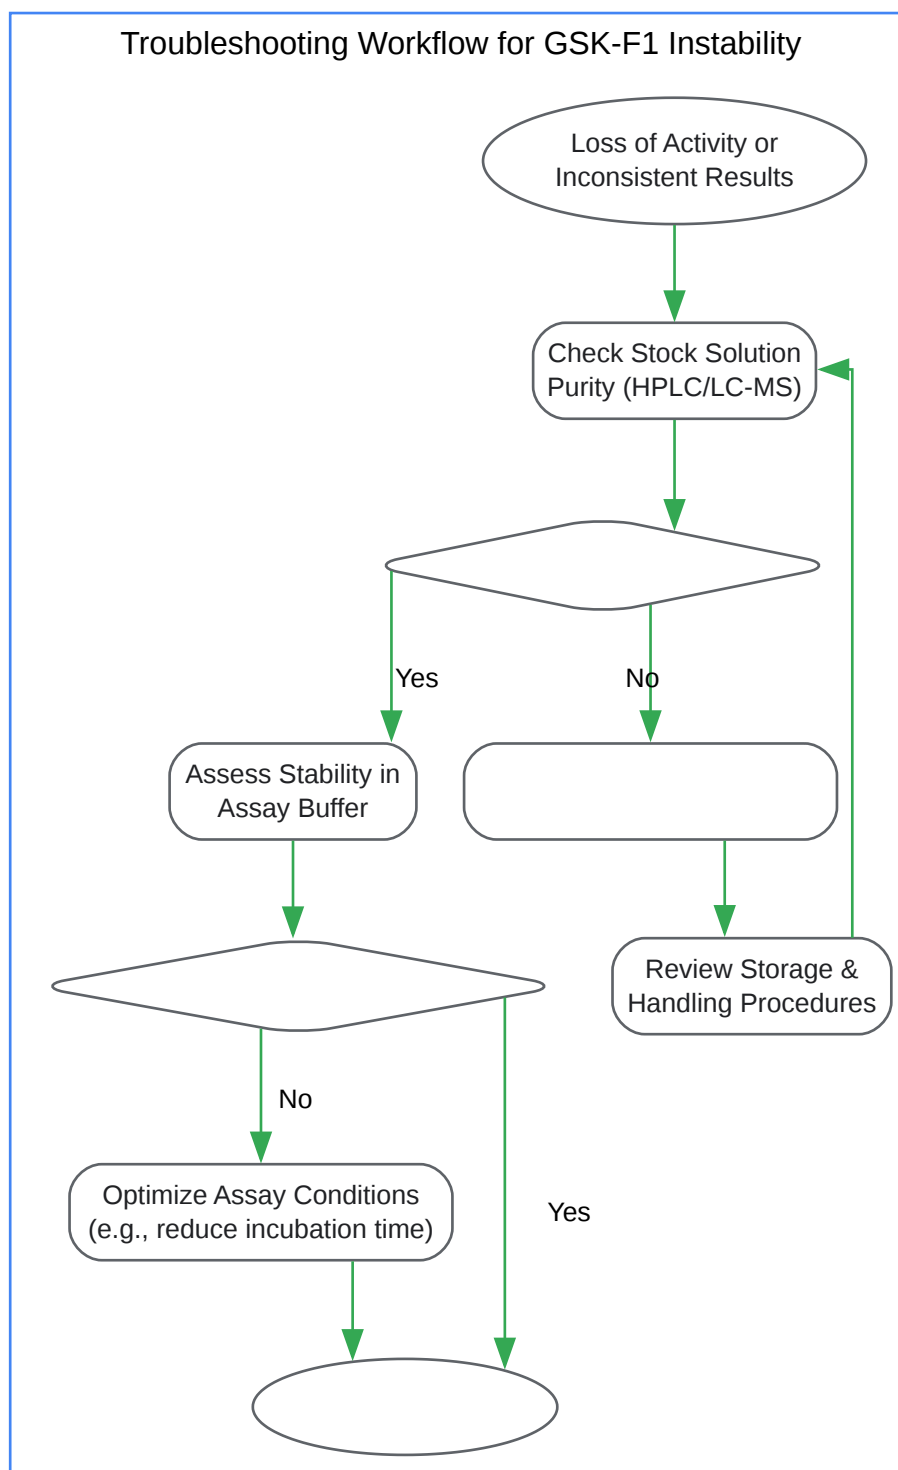 Troubleshooting Workflow for GSK-F1 Instability
Loss of Activity or
Inconsistent Results
Check Stock Solution
Purity (HPLC/LC-MS)
Yes
No
Assess Stability in
Assay Buffer
Review Storage &
Handling Procedures
No
Optimize Assay Conditions
(e.g., reduce incubation time)
Yes